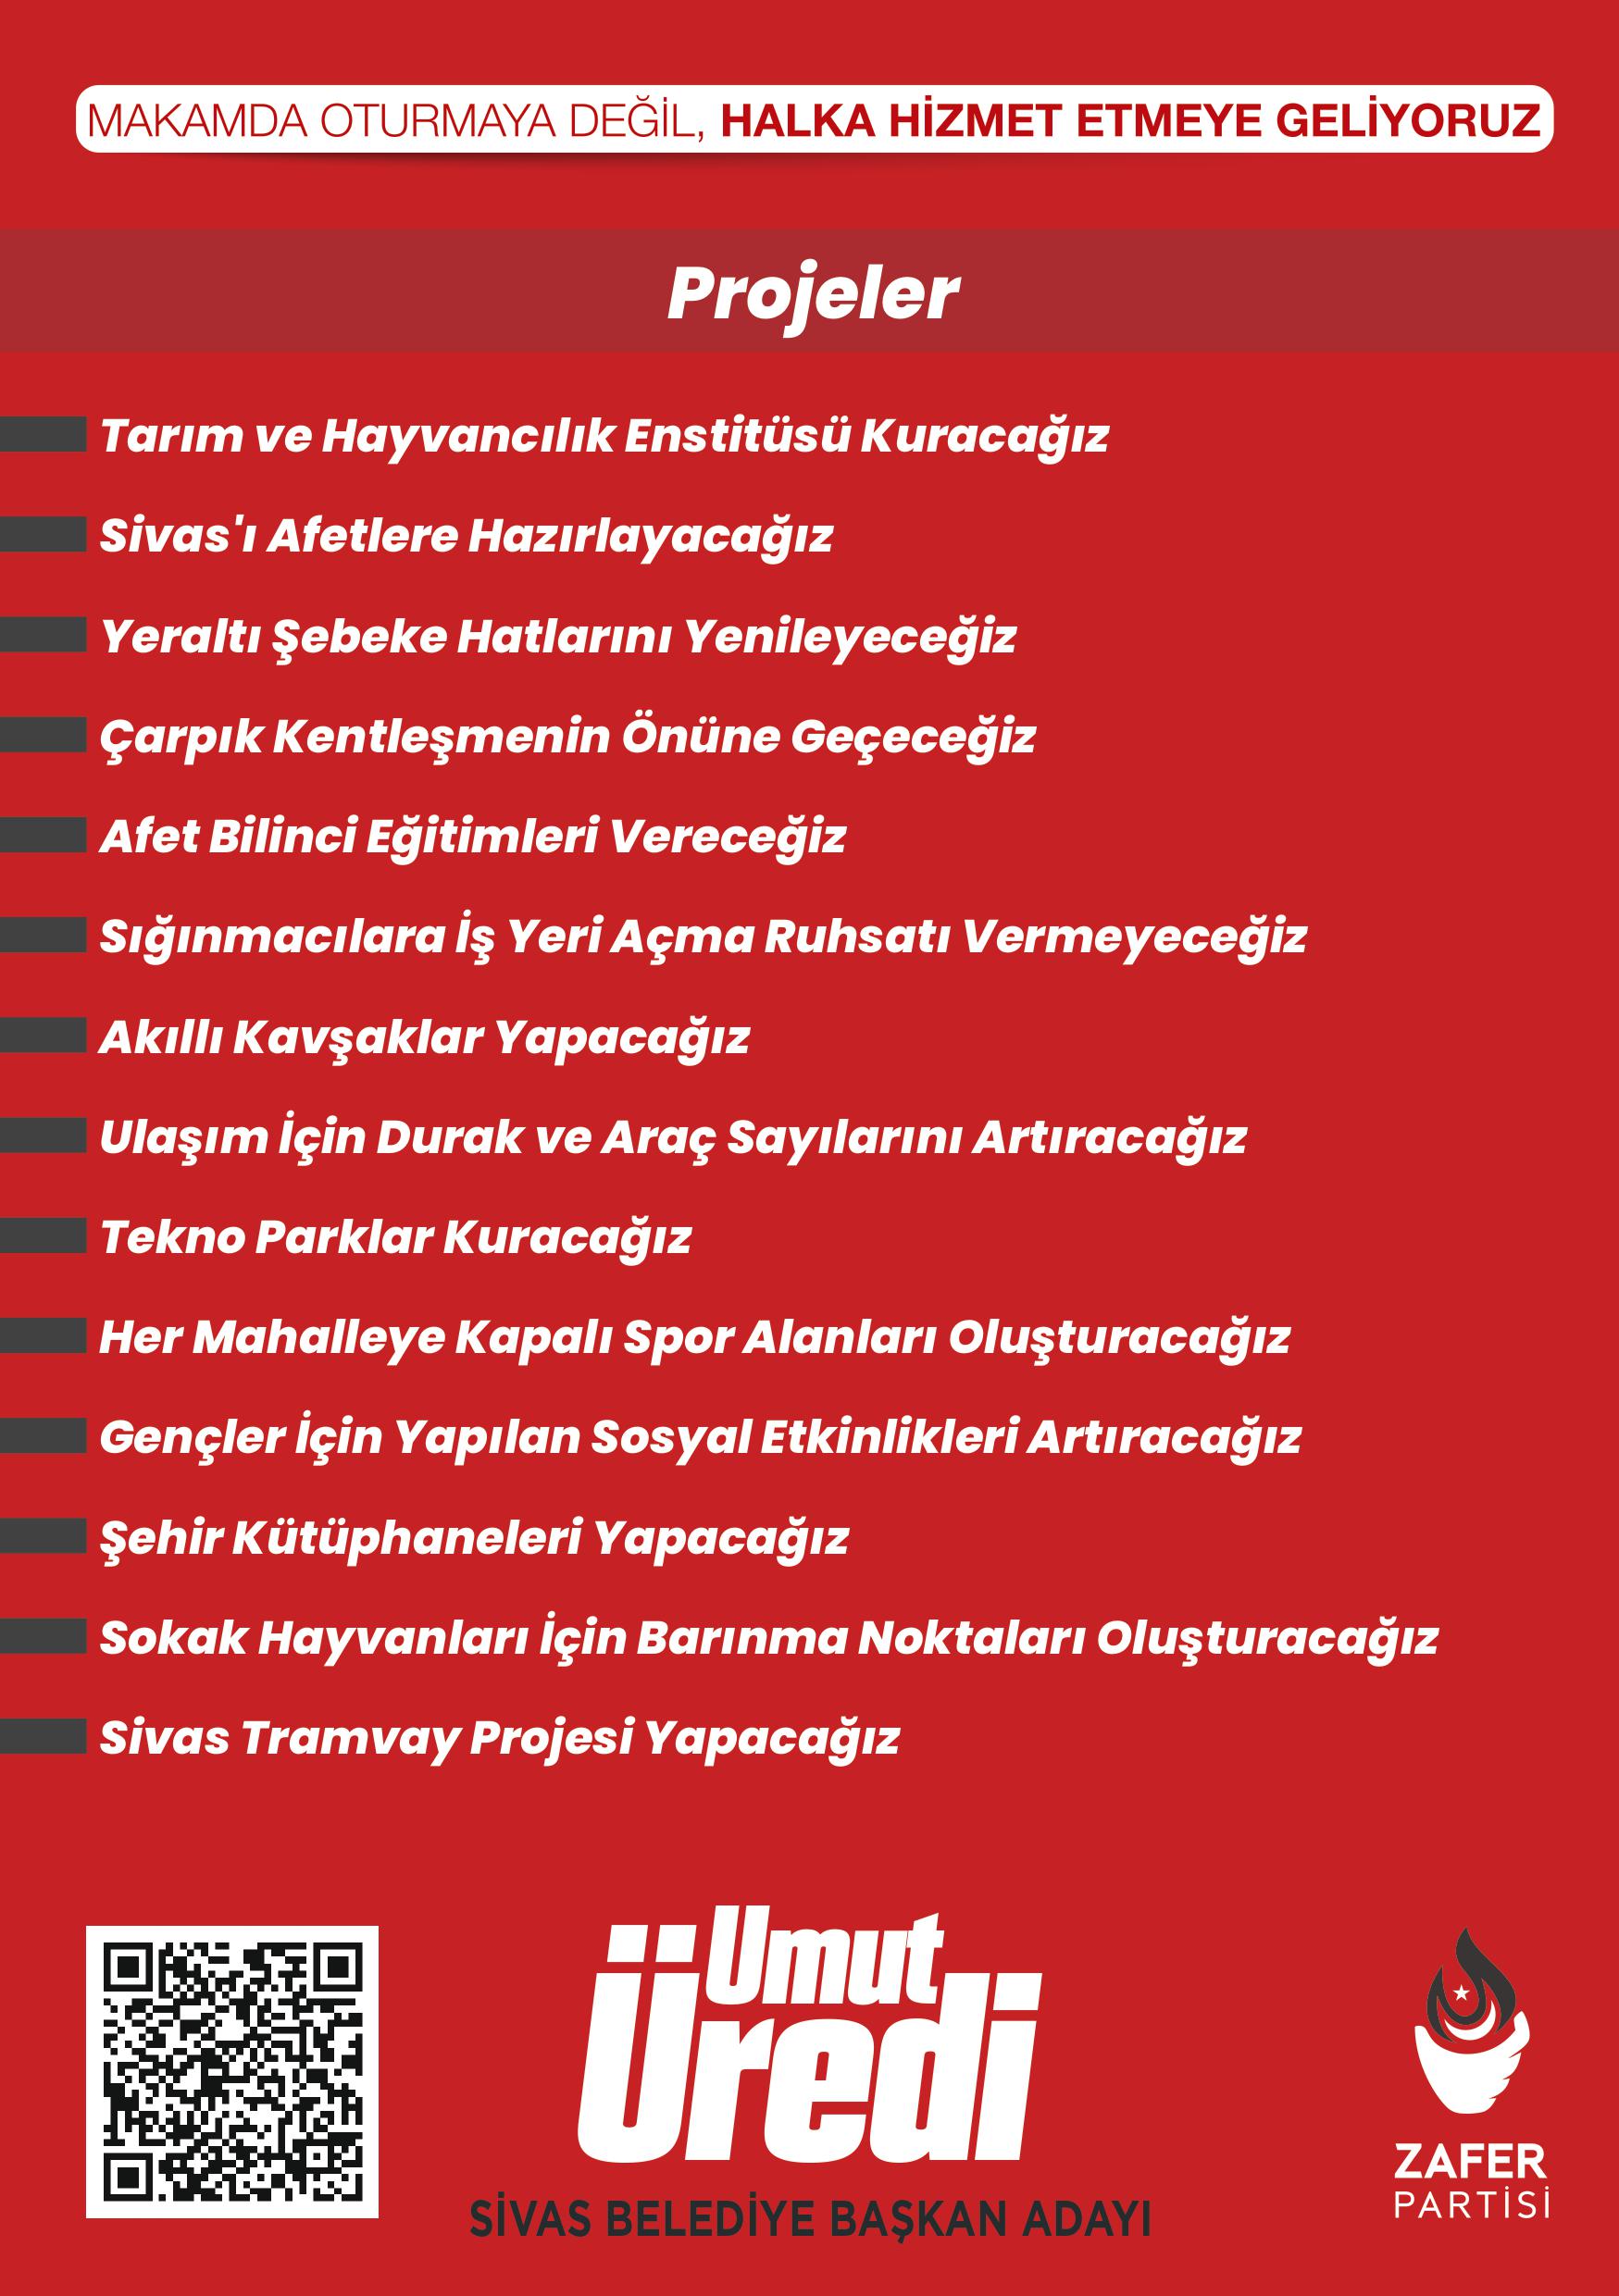 MAKAMDA OTURMAYA DEĞİL, HALKA HİZMET ETMEYE GELİYORUZ
Projeler
Tarım ve Hayvancılık Enstitüsü Kuracağız
Sivas'ı Afetlere Hazırlayacağız
Yeraltı Şebeke Hatlarını Yenileyeceğiz
Çarpık Kentleşmenin Önüne Geçeceğiz
Afet Bilinci Eğitimleri Vereceğiz
Sığınmacılara İş Yeri Açma Ruhsatı Vermeyeceğiz
Akıllı Kavşaklar Yapacağız
Ulaşım İçin Durak ve Araç Sayılarını Artıracağız
Tekno Parklar Kuracağız
Her Mahalleye Kapalı Spor Alanları Oluşturacağız
Gençler İçin Yapılan Sosyal Etkinlikleri Artıracağız
Şehir Kütüphaneleri Yapacağız
Sokak Hayvanları İçin Barınma Noktaları Oluşturacağız
Sivas Tramvay Projesi Yapacağız
Umut
Üredi
SİVAS BELEDİYE BAŞKAN ADAYI
ZAFER
PARTİSİ